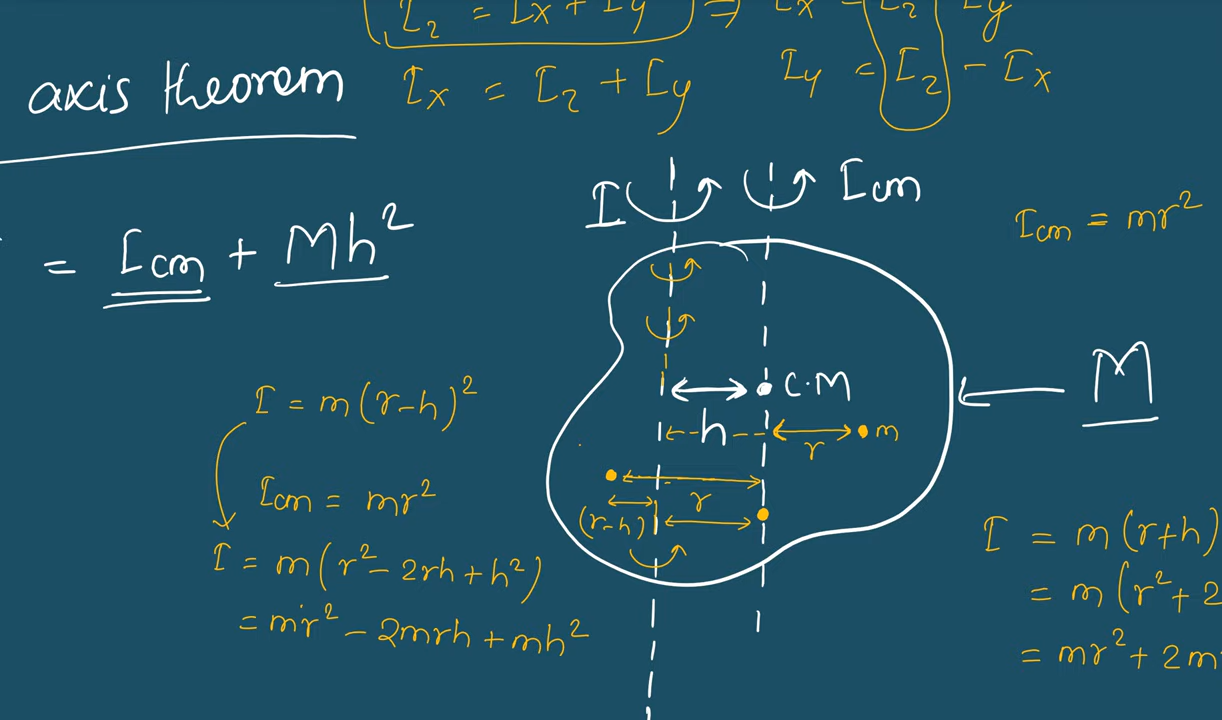 I₂ = Ix + Iy ⇒ Ix = I₂ - Iy
axis theorem
Ix = I₂ + Iy
Iy = I₂ - Ix
I
Icm
Icm = mr²
= Icm + Mh²
M
C.M
h
r
m
r
(r-h)
I = m(r-h)²
Icm = mr²
I = m(r² - 2rh + h²)
= mr² - 2mrh + mh²
I = m(r+h)
= m(r² + 2
= mr² + 2m